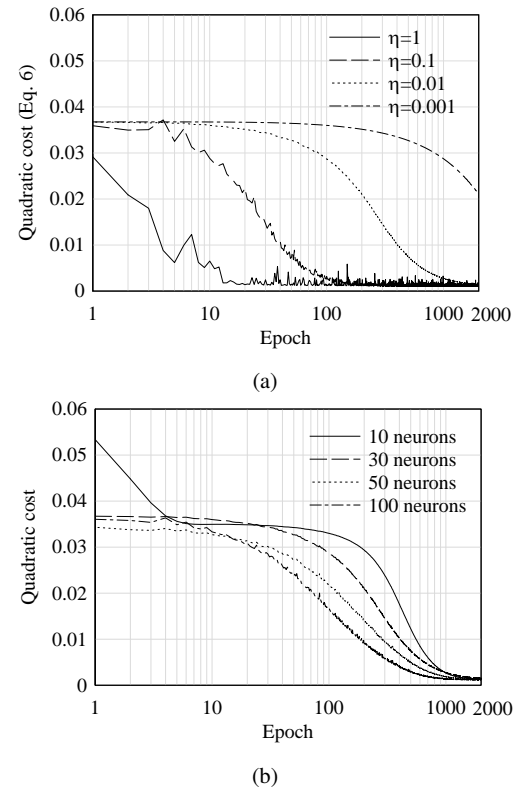 0.06
0.05
0.04
0.03
0.02
0.01
0
Quadratic cost (Eq. 6)
η=1
η=0.1
η=0.01
η=0.001
1
10
100
1000
2000
Epoch
(a)
0.06
0.05
0.04
0.03
0.02
0.01
0
Quadratic cost
10 neurons
30 neurons
50 neurons
100 neurons
1
10
100
1000
2000
Epoch
(b)